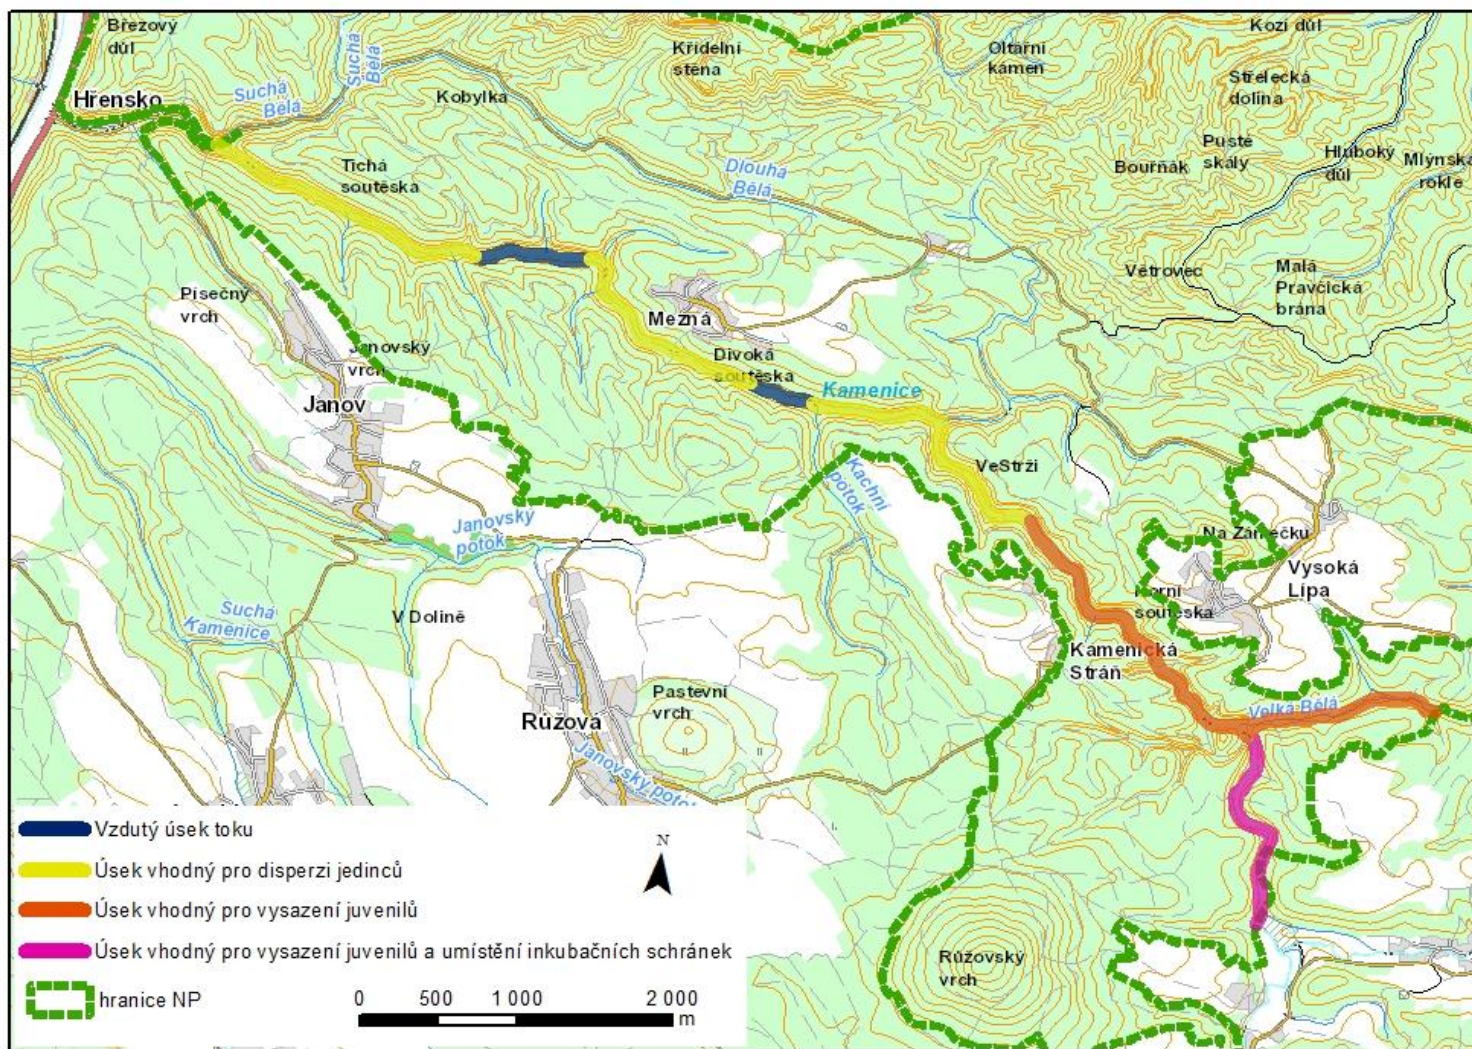 Březový
důl
Hřensko
Suchá
Bělá
Suchá
Bělá
Kobylka
Křídelní
stěna
Oltářní
kámen
Kozí důl
Střelecká
dolina
Pusté
skály
Bouřňák
Hluboký
důl
Mlýnská
rokle
Tichá
soutěska
Dlouhá
Bělá
Větrovec
Malá
Pravčická
brána
Písečný
vrch
Mezná
Janovský
vrch
Divoká
soutěska
Kamenice
Janov
VeStrži
Kachní
potok
Janovský
potok
Na Zámečku
Vysoká
Lípa
Horní
soutěska
Suchá
Kamenice
V Dolině
Kamenická
Stráň
Pastevní
vrch
Růžová
Velká Bělá
Janovský potok
Růžovský
vrch
Vzdutý úsek toku
Úsek vhodný pro disperzi jedinců
Úsek vhodný pro vysazení juvenilů
Úsek vhodný pro vysazení juvenilů a umístění inkubačních schránek
hranice NP
N
0 500 1 000 2 000
m